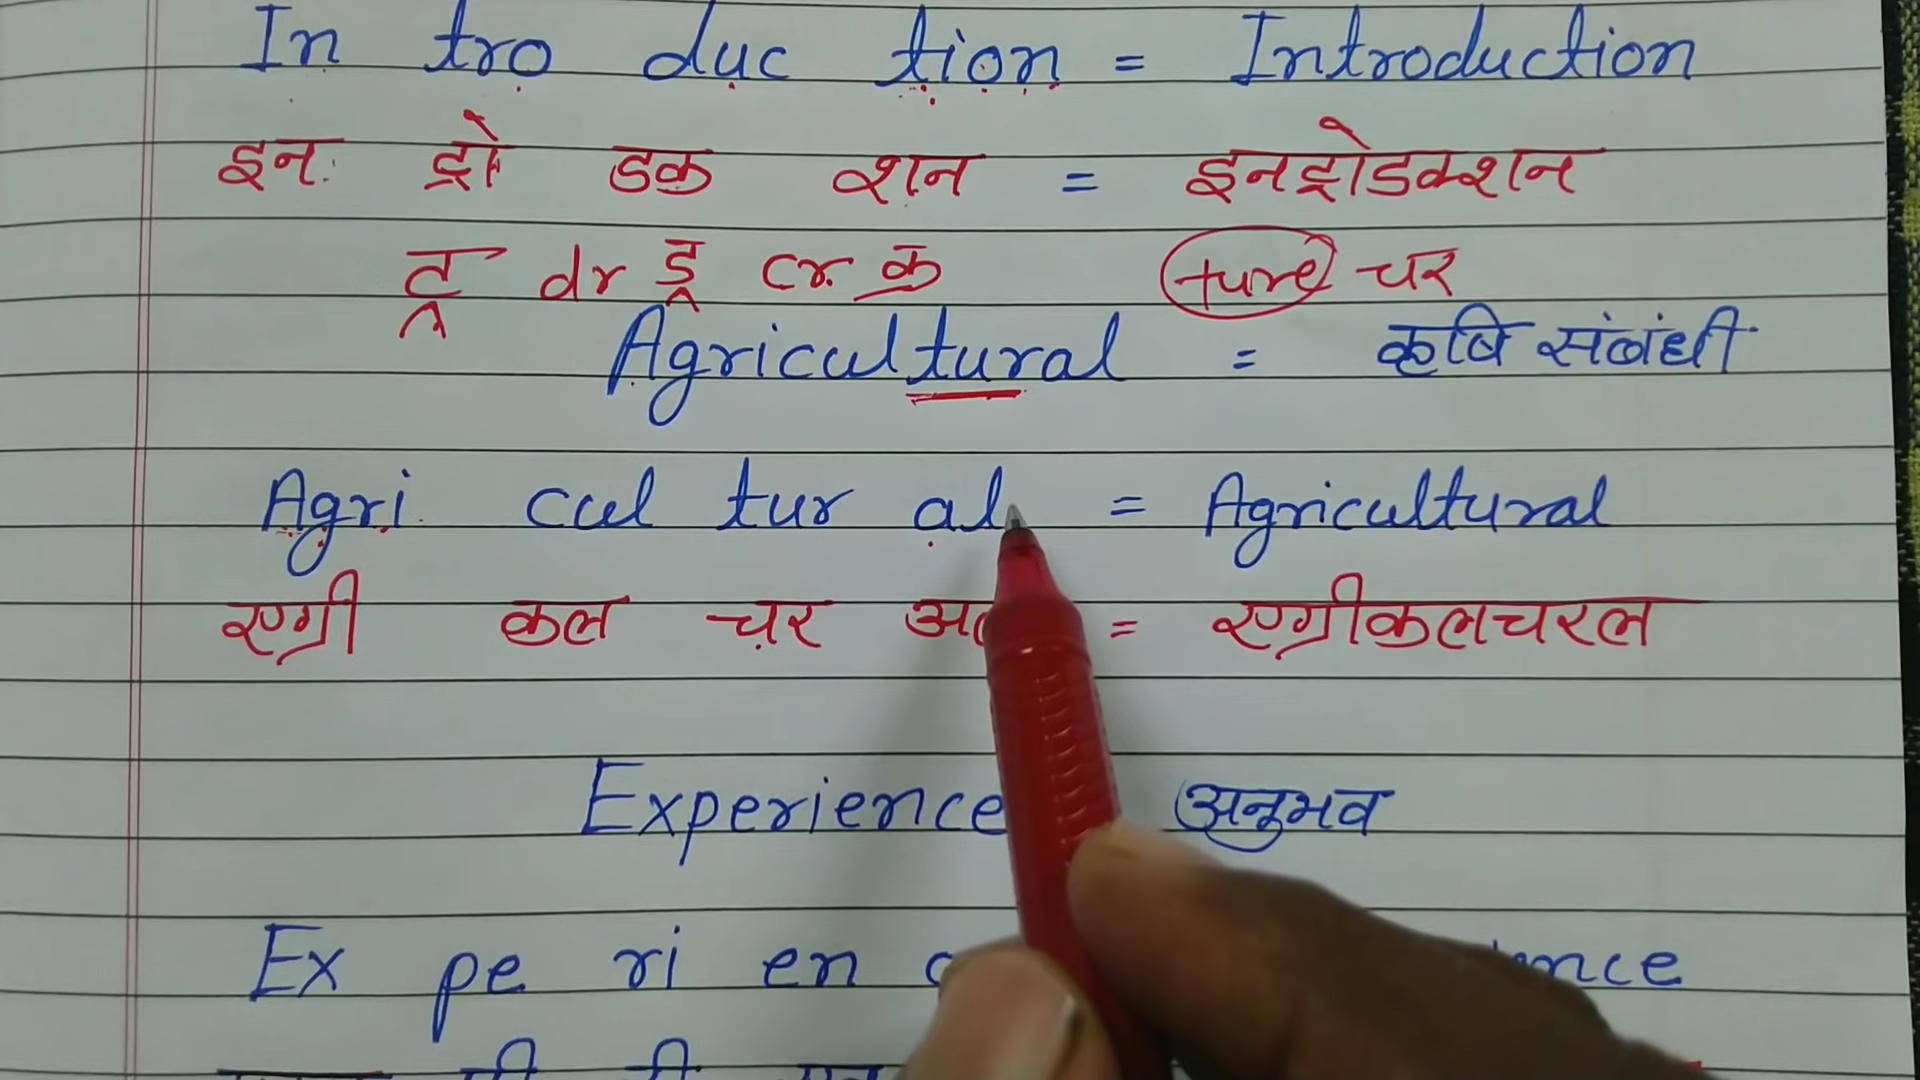 In tro duc tion = Introduction
इन ट्रो डक शन = इनट्रोडक्शन
ट्र dr ड्र cr क्र ture चर
Agricultural = कृषि संबंधी
Agri cul tur al = Agricultural
एग्री कल चर = एग्रीकलचरल
Experience अनुभव
Ex pe ri en